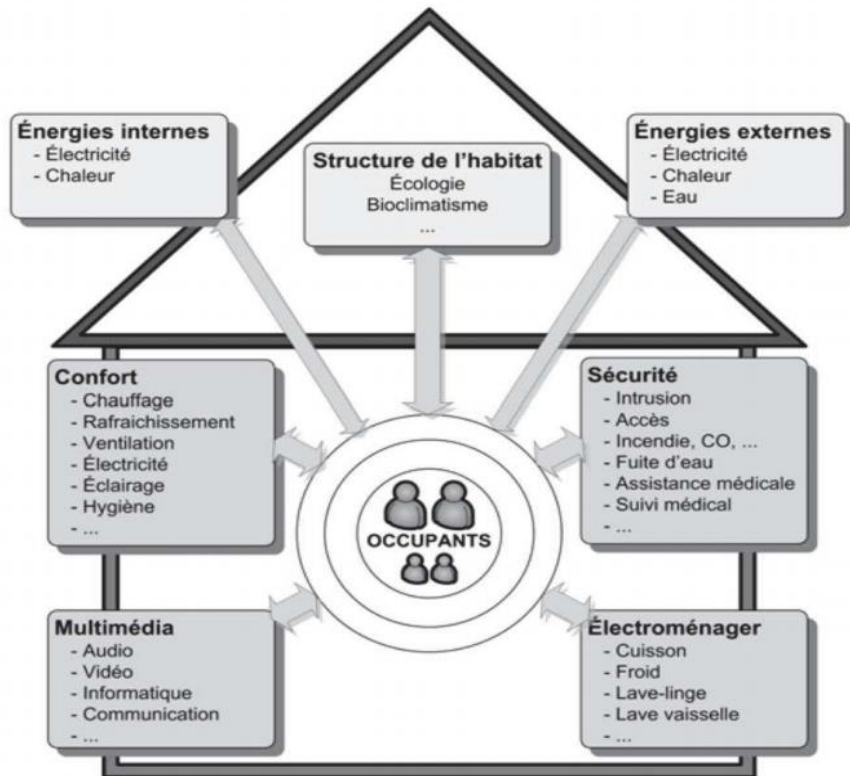 Énergies internes
- Électricité
- Chaleur
Structure de l'habitat
Écologie
Bioclimatisme
...
Énergies externes
- Électricité
- Chaleur
- Eau
Confort
- Chauffage
- Rafraichissement
- Ventilation
- Électricité
- Éclairage
- Hygiène
- ...
Sécurité
- Intrusion
- Accès
- Incendie, CO, ...
- Fuite d'eau
- Assistance médicale
- Suivi médical
- ...
OCCUPANTS
Multimédia
- Audio
- Vidéo
- Informatique
- Communication
- ...
Électroménager
- Cuisson
- Froid
- Lave-linge
- Lave vaisselle
- ...